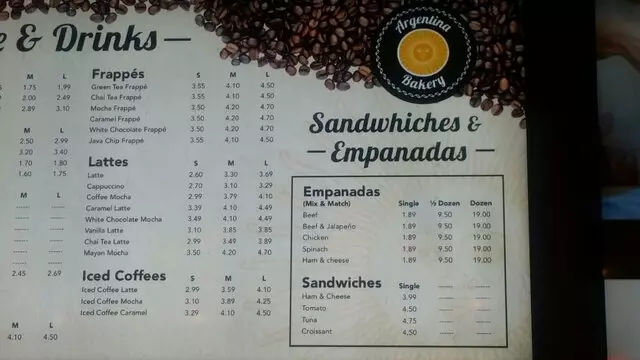 e & Drinks
M L
1.75 1.99
2.00 2.49
2.89 3.10
M L
2.50 2.99
3.20 3.40
1.70 1.80
1.60 1.75
M L
------ ------
------ ------
------ ------
------ ------
------ ------
------ ------
2.45 2.69
M L
4.10 4.50
Frappés S M L
Green Tea Frappé 3.55 4.10 4.50
Chai Tea Frappé 3.55 4.10 4.50
Mocha Frappé 3.50 4.20 4.70
Caramel Frappé 3.50 4.20 4.70
White Chocolate Frappé 3.50 4.20 4.70
Java Chip Frappé 3.55 4.10 4.50
Lattes S M L
Latte 2.60 3.30 3.69
Cappuccino 2.70 3.10 3.29
Coffee Mocha 2.99 3.79 4.10
Caramel Latte 3.39 4.10 4.49
White Chocolate Mocha 3.49 4.10 4.49
Vanilla Latte 3.10 3.85 3.85
Chai Tea Latte 2.99 3.49 3.89
Mayan Mocha 3.50 4.20 4.70
Iced Coffees S M L
Iced Coffee Latte 2.99 3.59 4.10
Iced Coffee Mocha 3.10 3.89 4.25
Iced Coffee Caramel 3.29 4.10 4.50
Argentina
Bakery
Sandwhiches &
Empanadas
Empanadas
(Mix & Match) Single ½ Dozen Dozen
Beef 1.89 9.50 19.00
Beef & Jalapeño 1.89 9.50 19.00
Chicken 1.89 9.50 19.00
Spinach 1.89 9.50 19.00
Ham & cheese 1.89 9.50 19.00
Sandwiches Single ------ ------
Ham & Cheese 3.99 ------ ------
Tomato 4.50 ------ ------
Tuna 4.75 ------ ------
Croissant 4.50 ------ ------